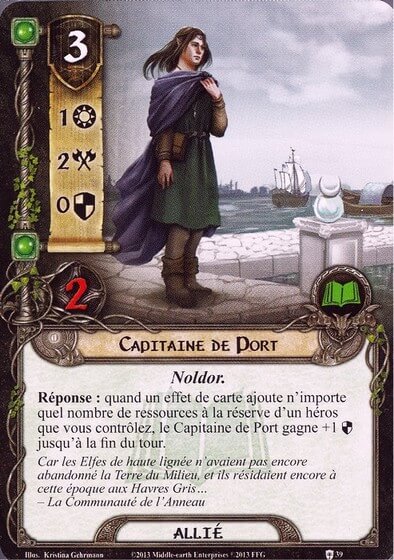 3
1
2
0
2
CAPITAINE DE PORT
Noldor.
Réponse : quand un effet de carte ajoute n'importe
quel nombre de ressources à la réserve d'un héros
que vous contrôlez, le Capitaine de Port gagne +1
jusqu'à la fin du tour.
Car les Elfes de haute lignée n'avaient pas encore
abandonné la Terre du Milieu, et ils résidaient encore à
cette époque aux Havres Gris…
– La Communauté de l'Anneau
ALLIÉ
Illus. Kristina Gehrmann ©2013 Middle-earth Enterprises ©2013 FFG 39